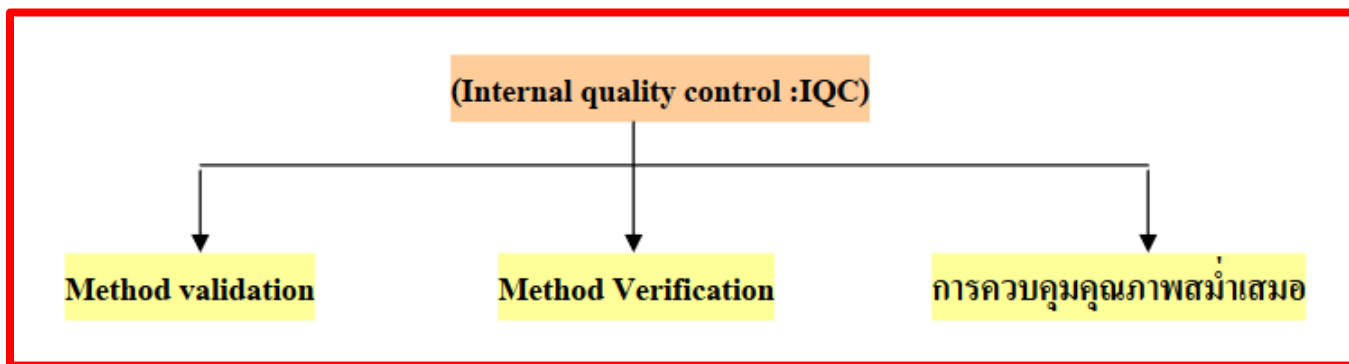 (Internal quality control :IQC)
Method validation
Method Verification
การควบคุมคุณภาพสม่ำเสมอ